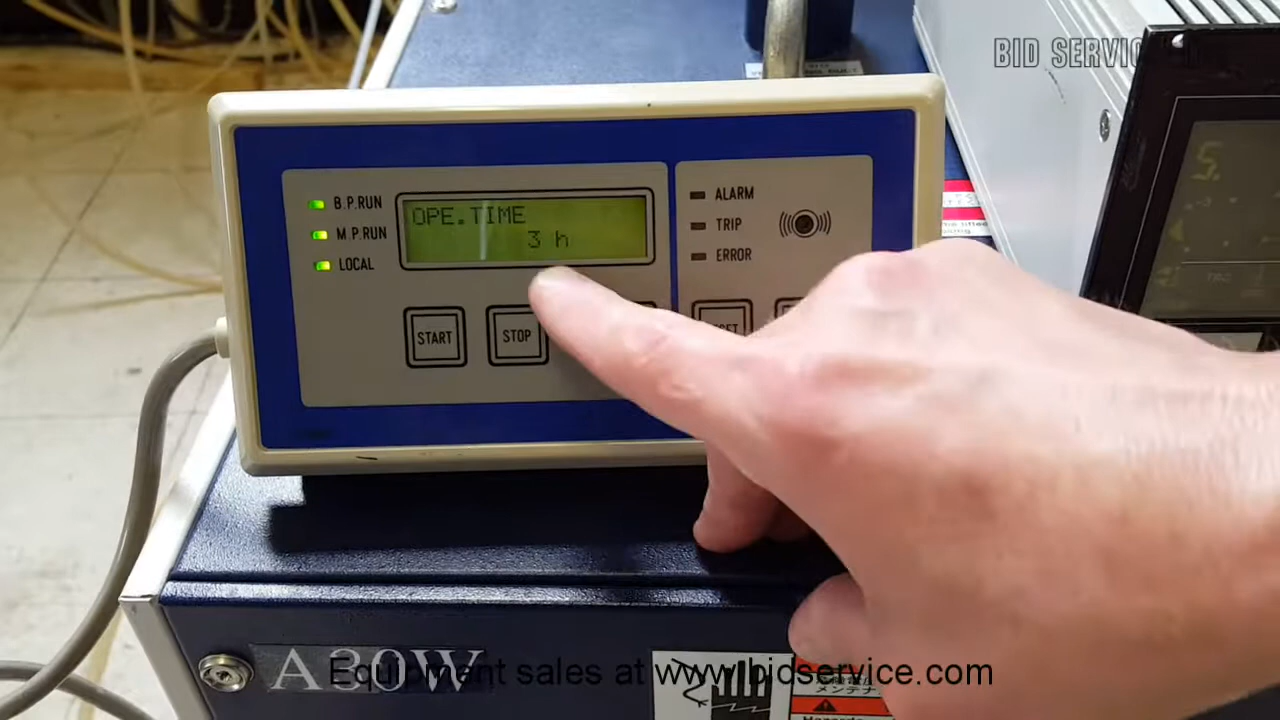 BID SERVICE
B.P.RUN
M.P.RUN
LOCAL
OPE.TIME
3 h
ALARM
TRIP
ERROR
START
STOP
A30W
Equipment sales at www.bidservice.com
メンテナ